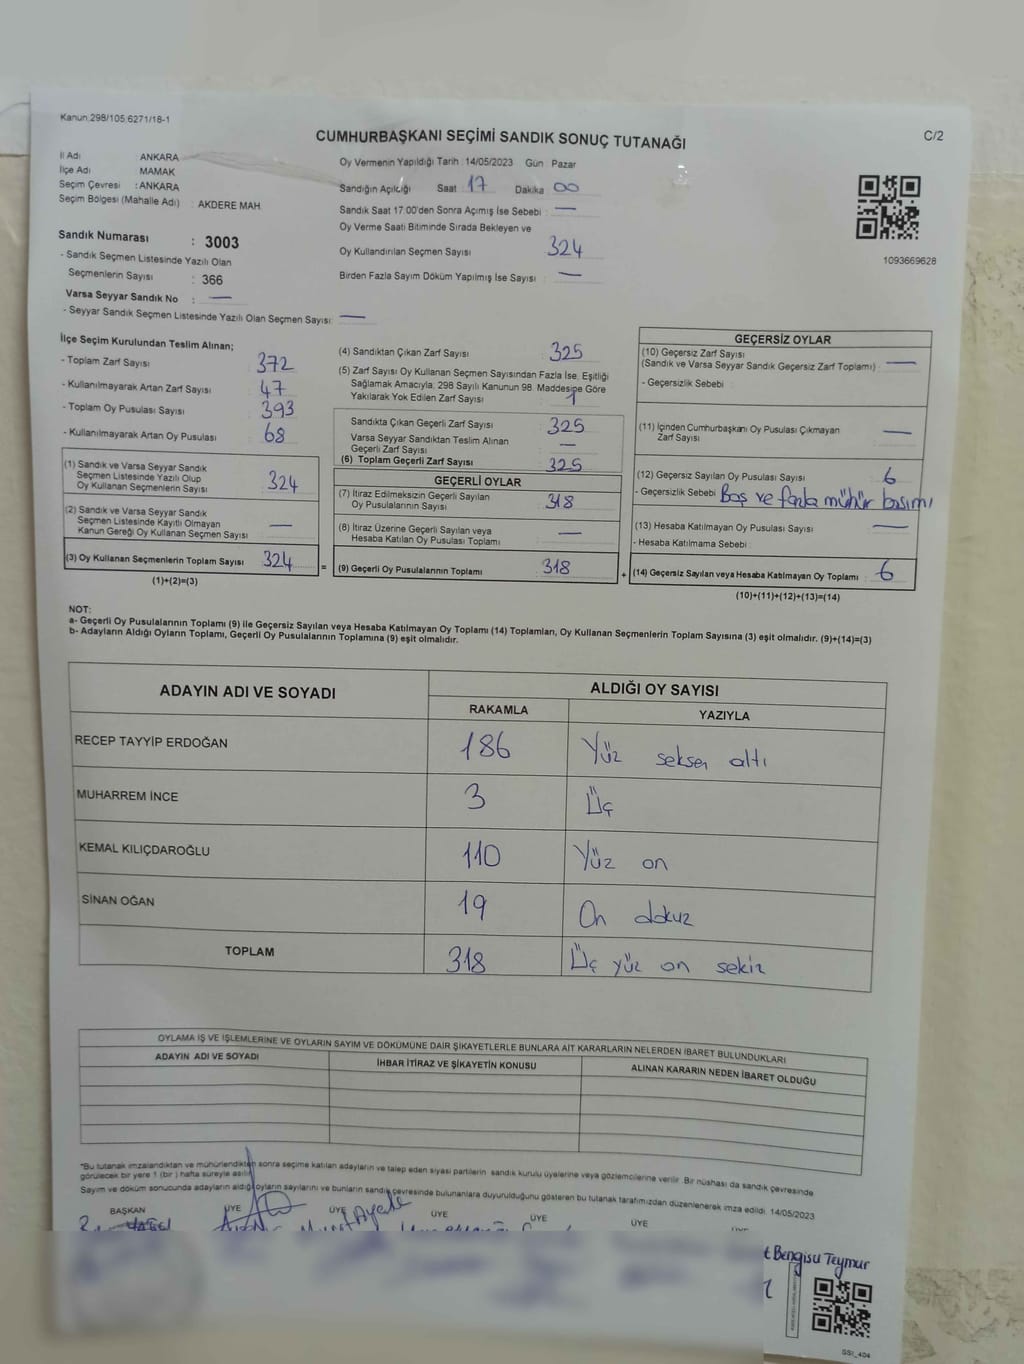 Kanun.298/105.6271/18-1
C/2
CUMHURBAŞKANI SEÇİMİ SANDIK SONUÇ TUTANAĞI
İl Adı ANKARA
İlçe Adı MAMAK
Seçim Çevresi : ANKARA
Seçim Bölgesi (Mahalle Adı) : AKDERE MAH.
Sandık Numarası : 3003
- Sandık Seçmen Listesinde Yazılı Olan
Seçmenlerin Sayısı : 366
Varsa Seyyar Sandık No : —
- Seyyar Sandık Seçmen Listesinde Yazılı Olan Seçmen Sayısı: —
Oy Vermenin Yapıldığı Tarih :14/05/2023 Gün Pazar
Sandığın Açılcığı Saat 17 Dakika 00
Sandık Saat 17:00'den Sonra Açımış İse Sebebi : —
Oy Verme Saati Bitiminde Sırada Bekleyen ve
Oy Kullandırılan Seçmen Sayısı : 324
Birden Fazla Sayım Döküm Yapılmış İse Sayısı : —
1093669628
İlçe Seçim Kurulundan Teslim Alınan;
- Toplam Zarf Sayısı 372
- Kullanılmayarak Artan Zarf Sayısı 47
- Toplam Oy Pusulası Sayısı 393
- Kullanılmayarak Artan Oy Pusulası 68
(1) Sandık ve Varsa Seyyar Sandık
Seçmen Listesinde Yazılı Olup
Oy Kullanan Seçmenlerin Sayısı 324
(2) Sandık ve Varsa Seyyar Sandık
Seçmen Listesinde Kayıtlı Olmayan
Kanun Gereği Oy Kullanan Seçmen Sayısı —
(3) Oy Kullanan Seçmenlerin Toplam Sayısı 324 =
(1)+(2)=(3)
(4) Sandıktan Çıkan Zarf Sayısı 325
(5) Zarf Sayısı Oy Kullanan Seçmen Sayısından Fazla İse, Eşitliği
Sağlamak Amacıyla; 298 Sayılı Kanunun 98. Maddesine Göre
Yakılarak Yok Edilen Zarf Sayısı 1
Sandıkta Çıkan Geçerli Zarf Sayısı 325
Varsa Seyyar Sandıktan Teslim Alınan
Geçerli Zarf Sayısı —
(6) Toplam Geçerli Zarf Sayısı 325
GEÇERLİ OYLAR
(7) İtiraz Edilmeksizin Geçerli Sayılan
Oy Pusulalarının Sayısı 318
(8) İtiraz Üzerine Geçerli Sayılan veya
Hesaba Katılan Oy Pusulası Toplamı —
(9) Geçerli Oy Pusulalarının Toplamı 318 +
GEÇERSİZ OYLAR
(10) Geçersiz Zarf Sayısı
(Sandık ve Varsa Seyyar Sandık Geçersiz Zarf Toplamı) : —
- Geçersizlik Sebebi :
(11) İçinden Cumhurbaşkanı Oy Pusulası Çıkmayan
Zarf Sayısı —
(12) Geçersiz Sayılan Oy Pusulası Sayısı 6
- Geçersizlik Sebebi : Boş ve fazla mühür basımı
(13) Hesaba Katılmayan Oy Pusulası Sayısı —
- Hesaba Katılmama Sebebi :
(14) Geçersiz Sayılan veya Hesaba Katılmayan Oy Toplamı 6
(10)+(11)+(12)+(13)=(14)
NOT:
a- Geçerli Oy Pusulalarının Toplamı (9) ile Geçersiz Sayılan veya Hesaba Katılmayan Oy Toplamı (14) Toplamları, Oy Kullanan Seçmenlerin Toplam Sayısına (3) eşit olmalıdır. (9)+(14)=(3)
b- Adayların Aldığı Oyların Toplamı, Geçerli Oy Pusulalarının Toplamına (9) eşit olmalıdır.
ADAYIN ADI VE SOYADI ALDIĞI OY SAYISI
RAKAMLA YAZIYLA
RECEP TAYYİP ERDOĞAN 186 Yüz seksen altı
MUHARREM İNCE 3 Üç
KEMAL KILIÇDAROĞLU 110 Yüz on
SİNAN OĞAN 19 On dokuz
TOPLAM 318 Üç yüz on sekiz
OYLAMA İŞ VE İŞLEMLERİNE VE OYLARIN SAYIM VE DÖKÜMÜNE DAİR ŞİKAYETLERLE BUNLARA AİT KARARLARIN NELERDEN İBARET BULUNDUKLARI
ADAYIN ADI VE SOYADI İHBAR İTİRAZ VE ŞİKAYETİN KONUSU ALINAN KARARIN NEDEN İBARET OLDUĞU
*Bu tutanak imzalandıktan ve mühürlendikten sonra seçime katılan adayların ve talep eden siyasi partilerin sandık kurulu üyelerine veya gözlemcilerine verilir. Bir nüshası da sandık çevresinde
görülecek bir yere 1 (bir) hafta süreyle asılır.
Sayım ve döküm sonucunda adayların aldığı oyların sayılarını ve bunların sandık çevresinde bulunanlara duyurulduğunu gösteren bu tutanak tarafımızdan düzenlenerek imza edildi. 14/05/2023
BAŞKAN ÜYE ÜYE ÜYE ÜYE ÜYE
t Bengisu Teymur